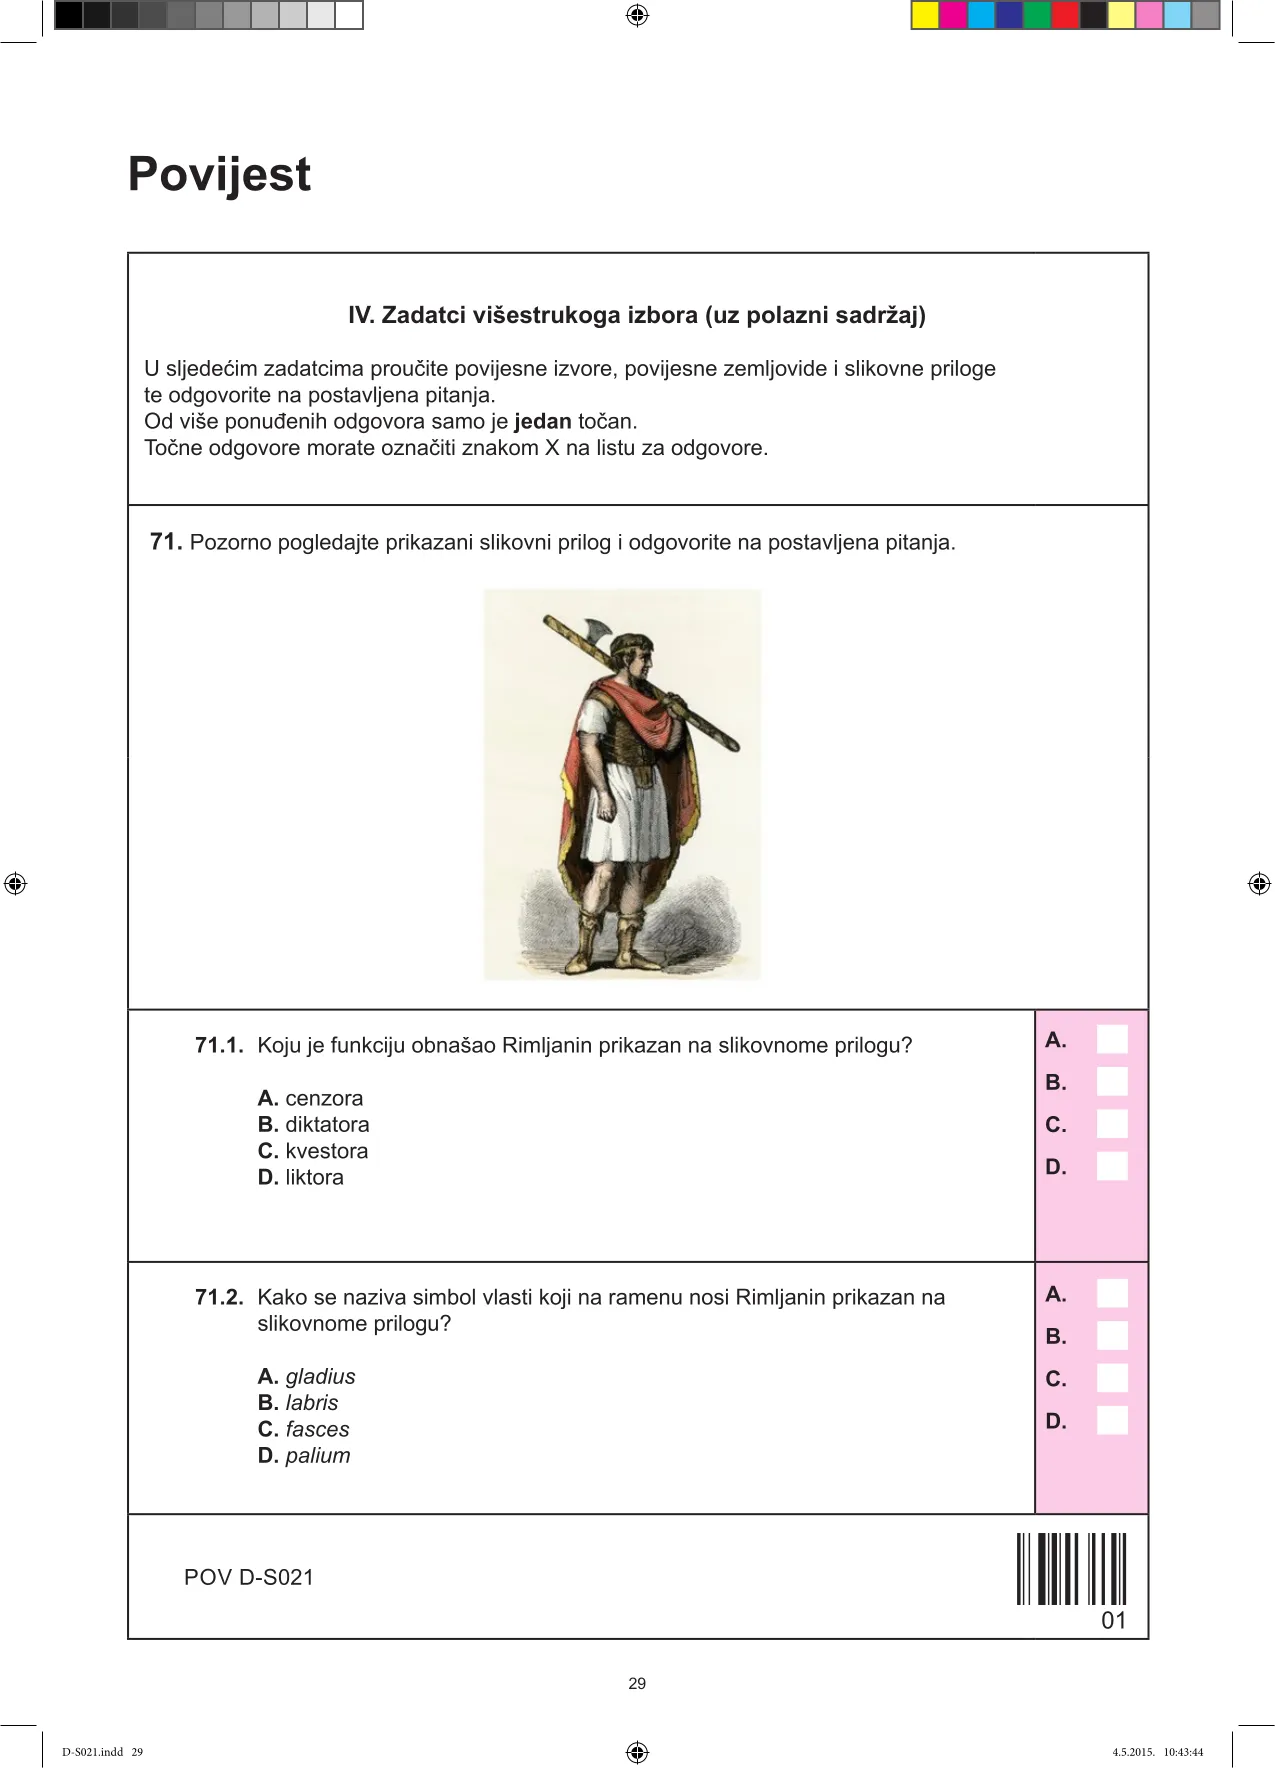 Povijest
IV. Zadatci višestrukoga izbora (uz polazni sadržaj)
U sljedećim zadatcima proučite povijesne izvore, povijesne zemljovide i slikovne priloge
te odgovorite na postavljena pitanja.
Od više ponuđenih odgovora samo je jedan točan.
Točne odgovore morate označiti znakom X na listu za odgovore.
71. Pozorno pogledajte prikazani slikovni prilog i odgovorite na postavljena pitanja.
71.1. Koju je funkciju obnašao Rimljanin prikazan na slikovnome prilogu?
A. cenzora
B. diktatora
C. kvestora
D. liktora
A.
B.
C.
D.
71.2. Kako se naziva simbol vlasti koji na ramenu nosi Rimljanin prikazan na
slikovnome prilogu?
A. gladius
B. labris
C. fasces
D. palium
A.
B.
C.
D.
POV D-S021
01
29
D-S021.indd 29
4.5.2015. 10:43:44